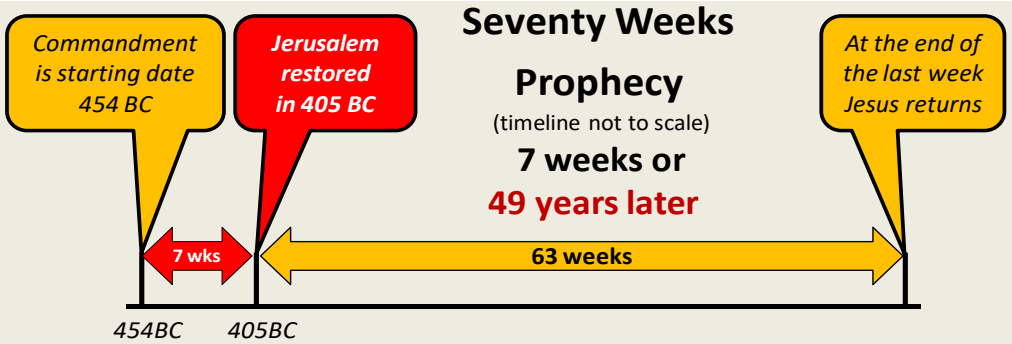 Seventy Weeks
Prophecy
(timeline not to scale)
7 weeks or
49 years later
Commandment
is starting date
454 BC
Jerusalem
restored
in 405 BC
At the end of
the last week
Jesus returns
7 wks
63 weeks
454BC
405BC